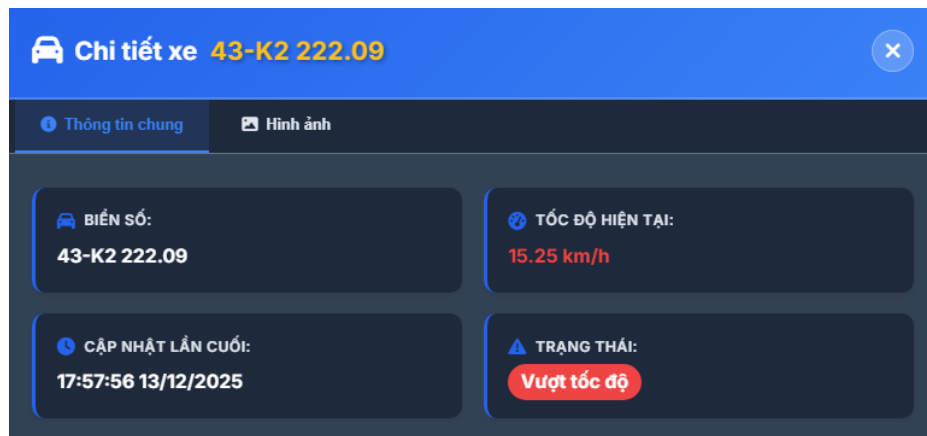 Chi tiết xe 43-K2 222.09
Thông tin chung
Hình ảnh
BIỂN SỐ:
43-K2 222.09
TỐC ĐỘ HIỆN TẠI:
15.25 km/h
CẬP NHẬT LẦN CUỐI:
17:57:56 13/12/2025
TRẠNG THÁI:
Vượt tốc độ